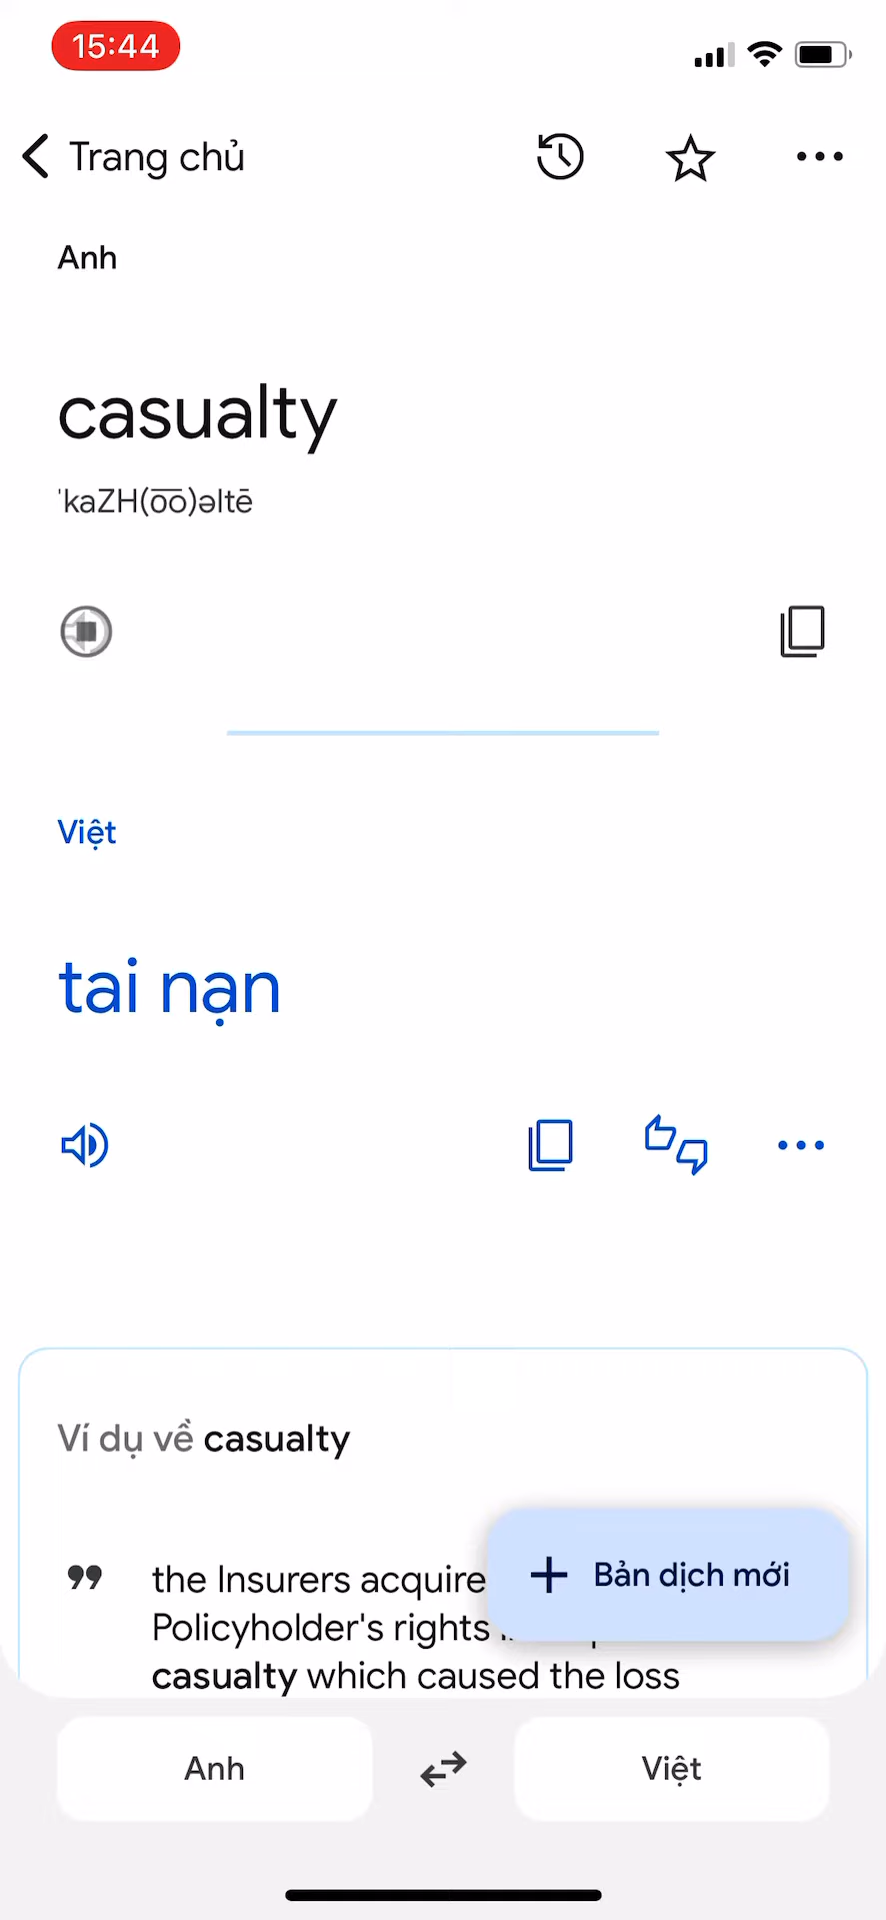 15:44
Trang chủ
Anh
casualty
ˈkaZH(o͞o)əltē
Việt
tai nạn
Ví dụ về casualty
the Insurers acquire
Policyholder's rights
casualty which caused the loss
Bản dịch mới
Anh
Việt